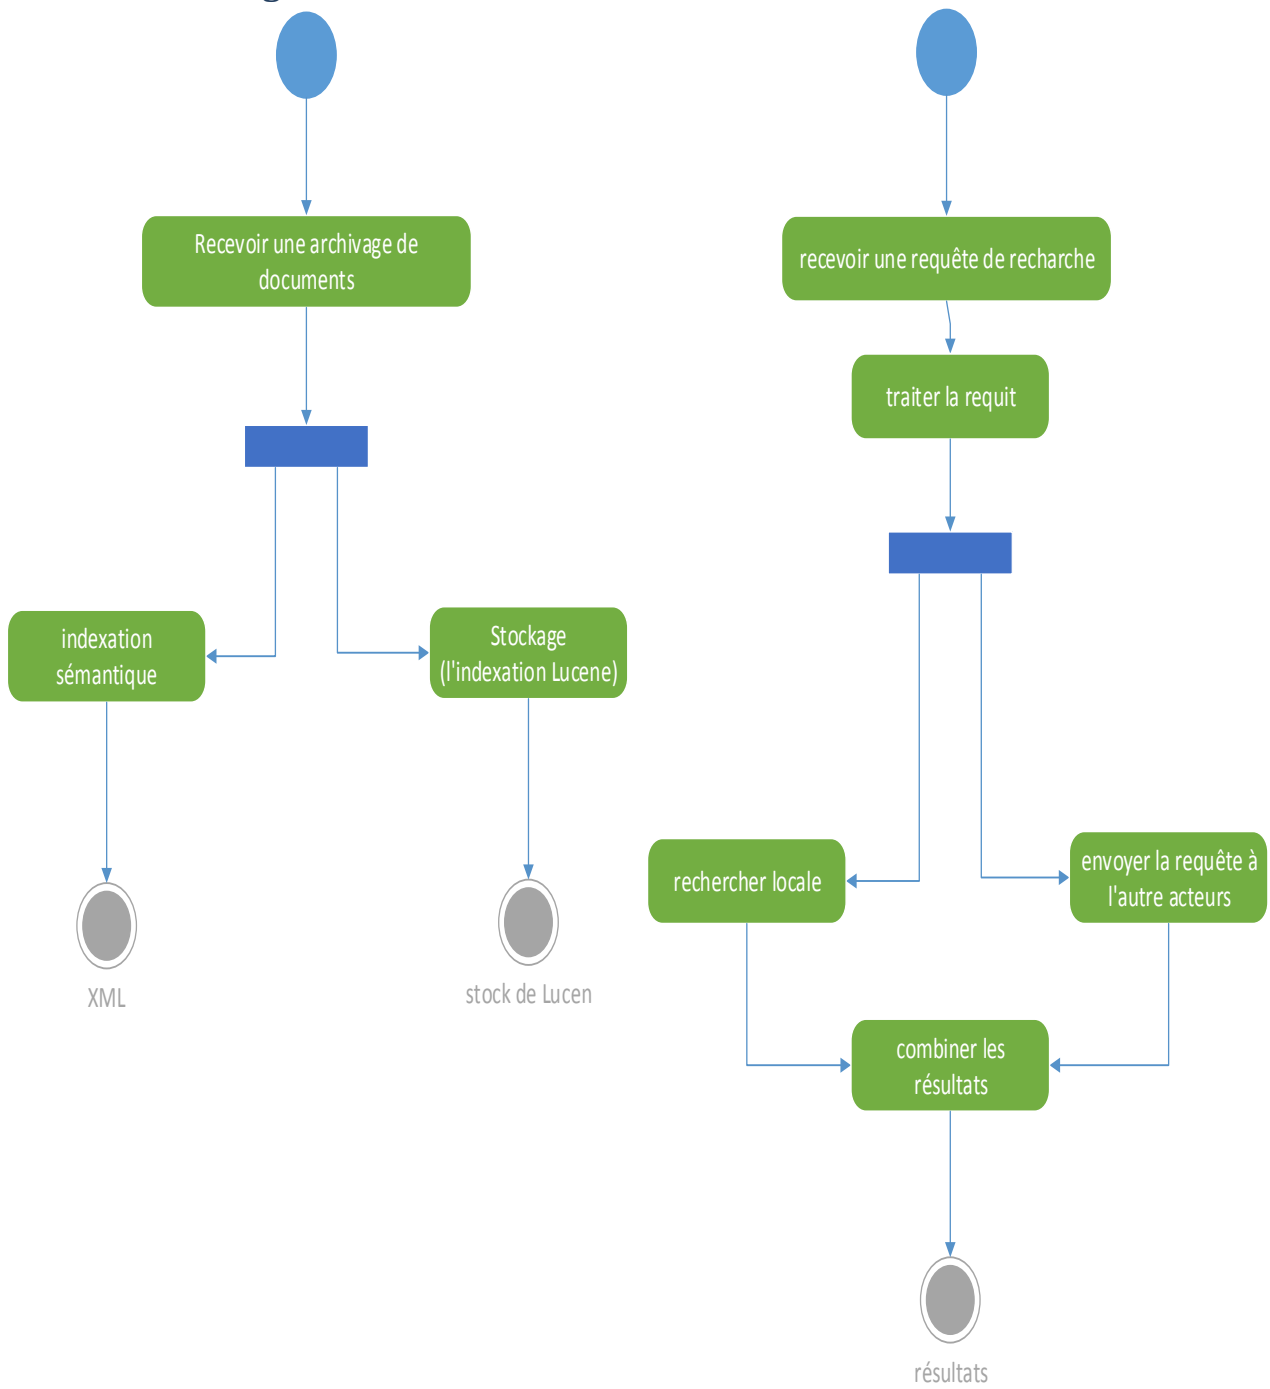 Recevoir une archivage de
documents
indexation
sémantique
Stockage
(l'indexation Lucene)
XML
stock de Lucen
recevoir une requête de recharche
traiter la requit
rechercher locale
envoyer la requête à
l'autre acteurs
combiner les
résultats
résultats